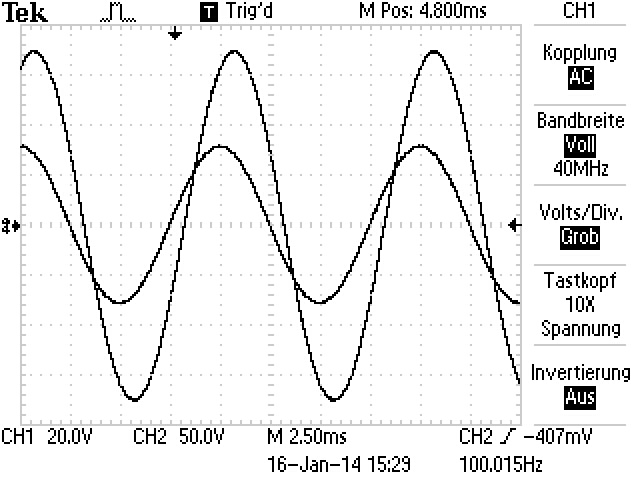 Tek T Trig'd M Pos: 4.800ms CH1
Kopplung
AC
Bandbreite
Voll
40MHz
Volts/Div.
Grob
Tastkopf
10X
Spannung
Invertierung
Aus
CH1 20.0V CH2 50.0V M 2.50ms CH2 -407mV
16-Jan-14 15:29 100.015Hz